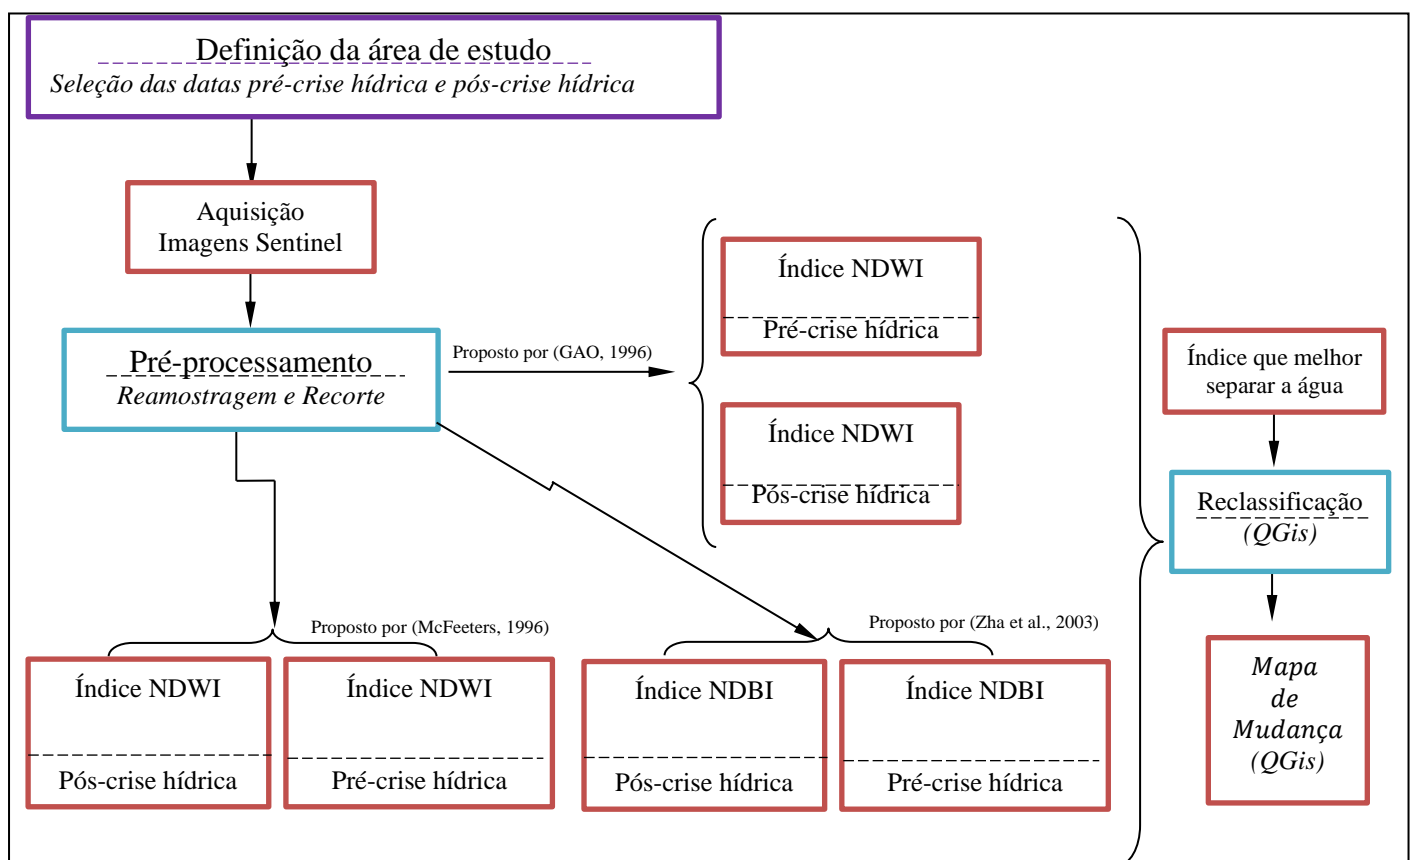 Definição da área de estudo
Seleção das datas pré-crise hídrica e pós-crise hídrica
Aquisição
Imagens Sentinel
Pré-processamento
Reamostragem e Recorte
Proposto por (GAO, 1996)
Índice NDWI
Pré-crise hídrica
Índice NDWI
Pós-crise hídrica
Proposto por (McFeeters, 1996)
Índice NDWI
Pós-crise hídrica
Índice NDWI
Pré-crise hídrica
Proposto por (Zha et al., 2003)
Índice NDBI
Pós-crise hídrica
Índice NDBI
Pré-crise hídrica
Índice que melhor
separar a água
Reclassificação
(QGis)
Mapa
de
Mudança
(QGis)